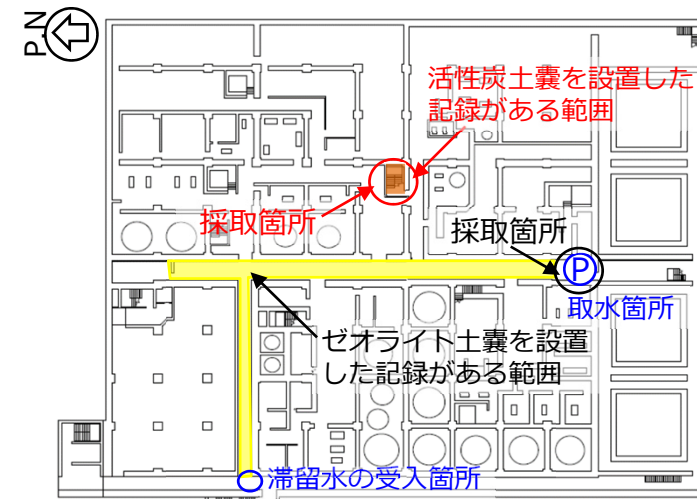 P.N
活性炭土嚢を設置した
記録がある範囲
採取箇所
採取箇所
P
取水箇所
ゼオライト土嚢を設置
した記録がある範囲
滞留水の受入箇所